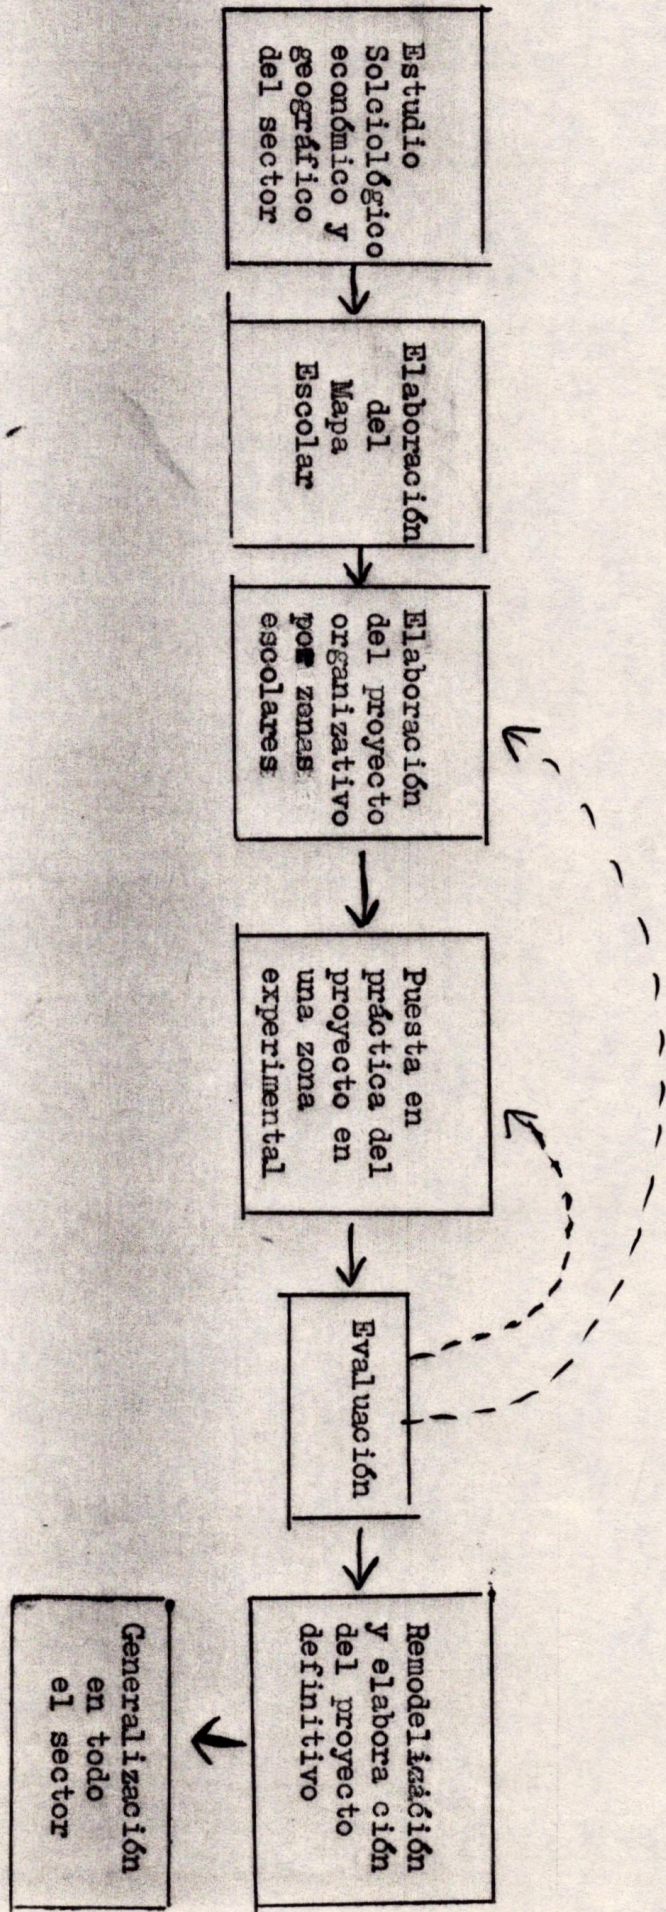 Estudio
Solciológico
económico y
geográfico
del sector
Elaboración
del
Mapa
Escolar
Elaboración
del proyecto
organizativo
por zonas
escolares
Puesta en
práctica del
proyecto en
una zona
experimental
Evaluación
Remodelización
y elabora ción
del proyecto
definitivo
Generalización
en todo
el sector